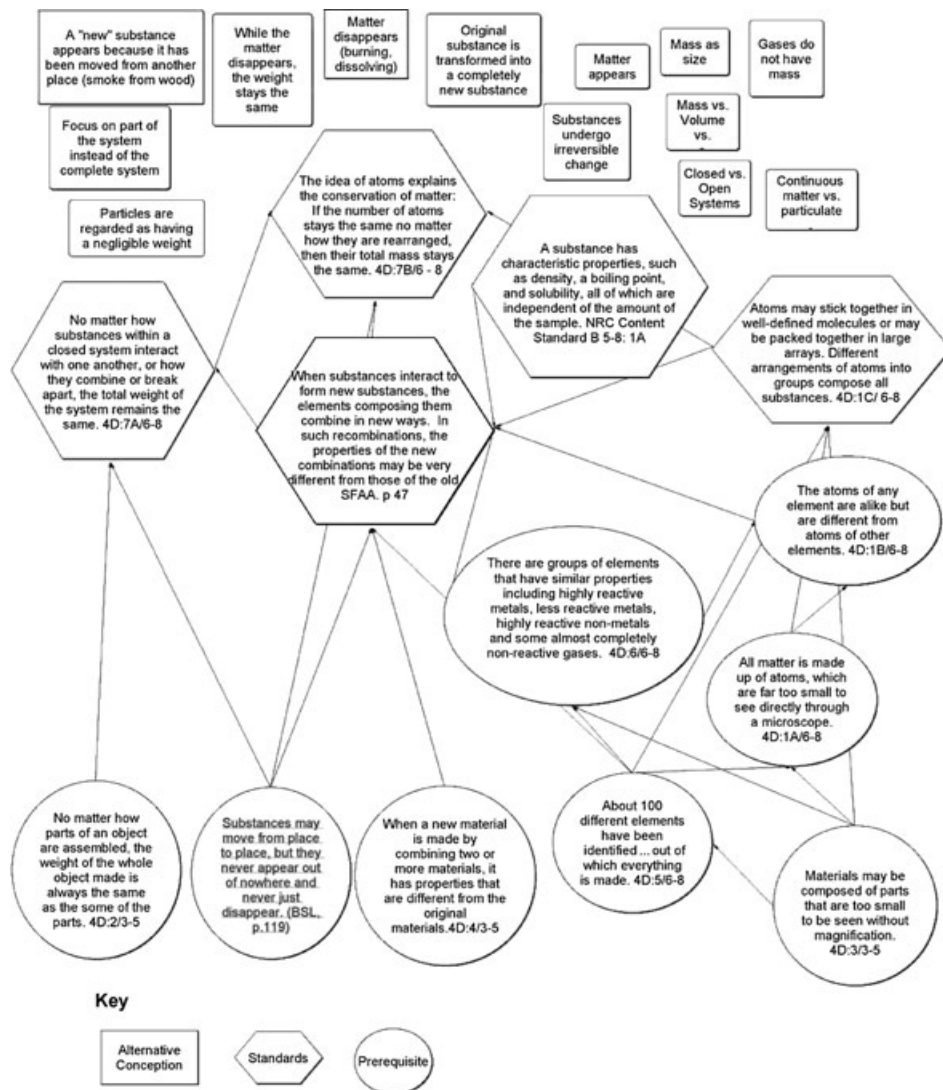 A "new" substance
appears because it has
been moved from another
place (smoke from wood)
While the
matter
disappears,
the weight
stays the
same
Matter
disappears
(burning,
dissolving)
Original
substance is
transformed into
a completely
new substance
Matter
appears
Mass as
size
Gases do
not have
mass
Focus on part of
the system
instead of the
complete system
Substances
undergo
irreversible
change
Mass vs.
Volume
vs.
Closed vs.
Open
Systems
Continuous
matter vs.
particulate
Particles are
regarded as having
a negligible weight
The idea of atoms explains
the conservation of matter:
If the number of atoms
stays the same no matter
how they are rearranged,
then their total mass stays
the same. 4D:7B/6 - 8
A substance has
characteristic properties, such
as density, a boiling point,
and solubility, all of which are
independent of the amount of
the sample. NRC Content
Standard B 5-8: 1A
No matter how
substances within a
closed system interact
with one another, or how
they combine or break
apart, the total weight of
the system remains the
same. 4D:7A/6-8
When substances interact to
form new substances, the
elements composing them
combine in new ways. In
such recombinations, the
properties of the new
combinations may be very
different from those of the old.
SFAA. p 47
Atoms may stick together in
well-defined molecules or may
be packed together in large
arrays. Different
arrangements of atoms into
groups compose all
substances. 4D:1C/ 6-8
The atoms of any
element are alike but
are different from
atoms of other
elements. 4D:1B/6-8
There are groups of elements
that have similar properties
including highly reactive
metals, less reactive metals,
highly reactive non-metals
and some almost completely
non-reactive gases. 4D:6/6-8
All matter is made
up of atoms, which
are far too small to
see directly through
a microscope.
4D:1A/6-8
No matter how
parts of an object
are assembled, the
weight of the whole
object made is
always the same
as the some of the
parts. 4D:2/3-5
Substances may
move from place
to place, but they
never appear out
of nowhere and
never just
disappear. (BSL,
p.119)
When a new material
is made by
combining two or
more materials, it
has properties that
are different from the
original
materials.4D:4/3-5
About 100
different elements
have been
identified ... out of
which everything
is made. 4D:5/6-8
Materials may be
composed of parts
that are too small
to be seen without
magnification.
4D:3/3-5
Key
Alternative
Conception
Standards
Prerequisite